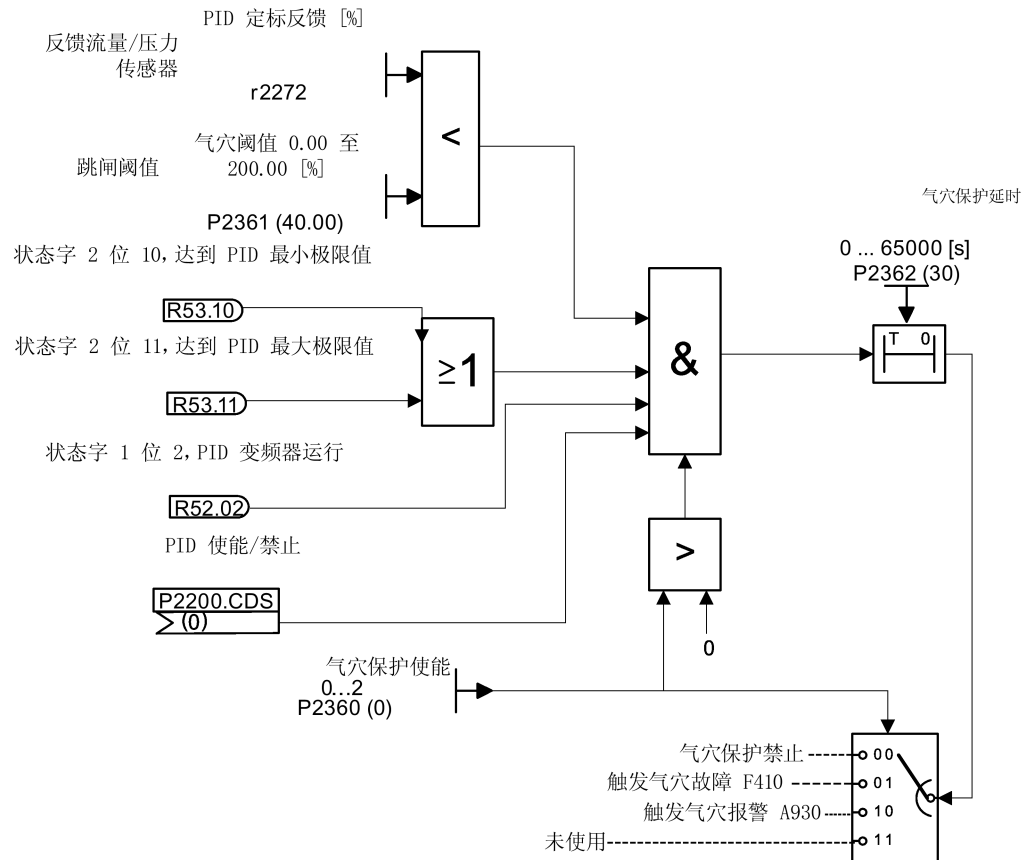 PID 定标反馈 [%]
反馈流量/压力
传感器
r2272
<
气穴阈值 0.00 至
跳闸阈值
200.00 [%]
P2361 (40.00)
气穴保护延时
状态字 2 位 10,达到 PID 最小极限值
0 ... 65000 [s]
P2362 (30)
R53.10
T 0
状态字 2 位 11,达到 PID 最大极限值
≥1
&
R53.11
状态字 1 位 2,PID 变频器运行
R52.02
PID 使能/禁止
>
P2200.CDS
(0)
0
气穴保护使能
0...2
P2360 (0)
气穴保护禁止 00
触发气穴故障 F410 01
触发气穴报警 A930 10
未使用 11